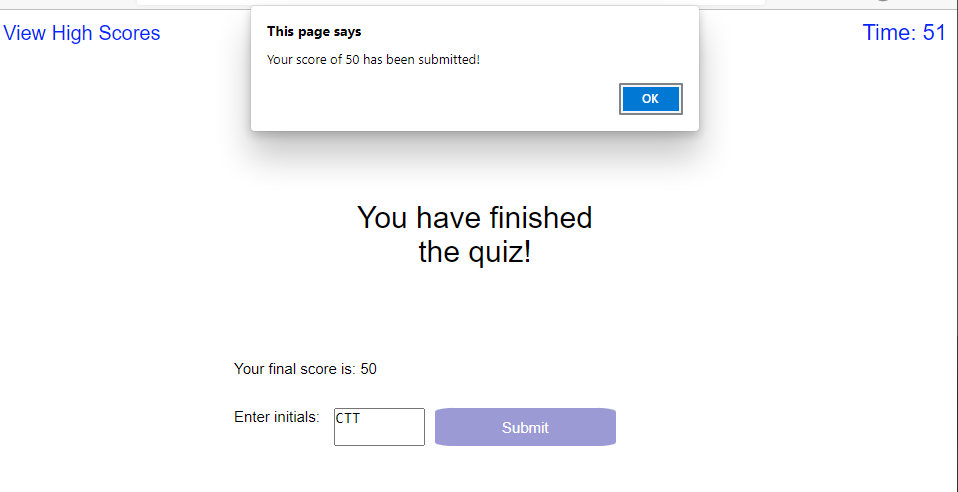 View High Scores
Time: 51
This page says
Your score of 50 has been submitted!
OK
You have finished
the quiz!
Your final score is: 50
Enter initials: CTT Submit